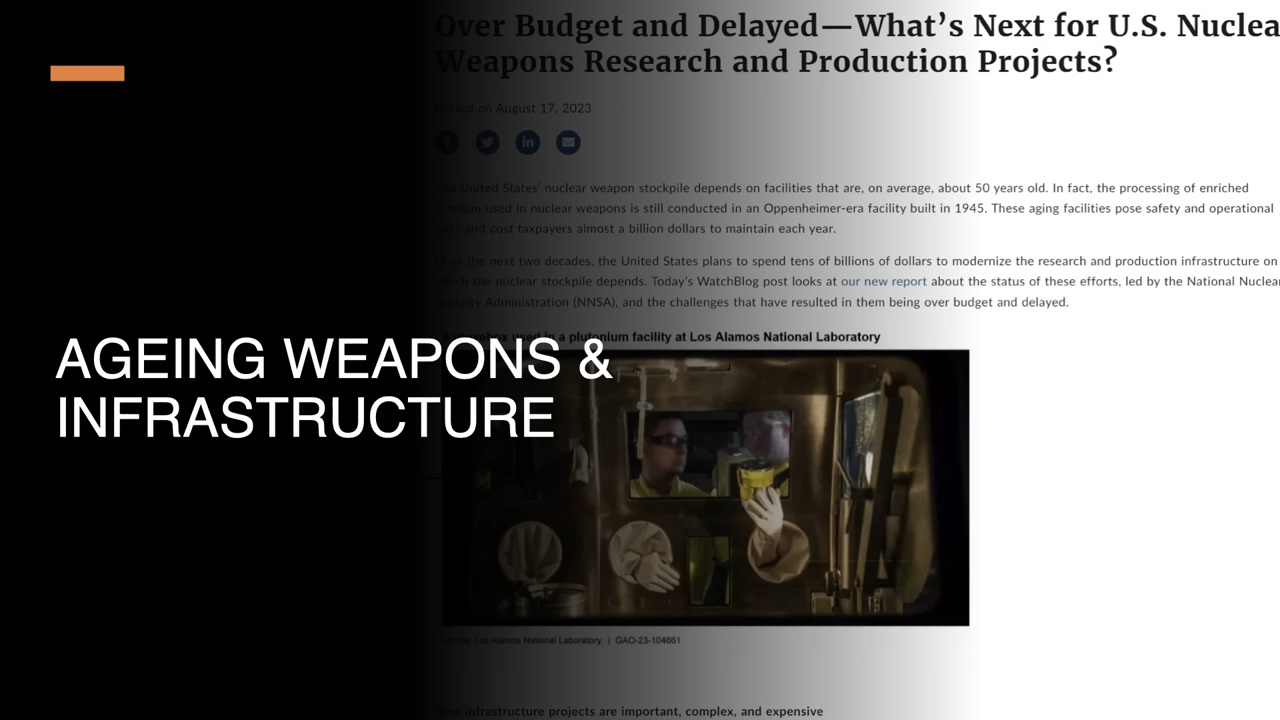 Over Budget and Delayed—What's Next for U.S. Nuclea
Weapons Research and Production Projects?
Posted on August 17, 2023
The United States' nuclear weapon stockpile depends on facilities that are, on average, about 50 years old. In fact, the processing of enriched
uranium used in nuclear weapons is still conducted in an Oppenheimer-era facility built in 1945. These aging facilities pose safety and operational
risks and cost taxpayers almost a billion dollars to maintain each year.
Over the next two decades, the United States plans to spend tens of billions of dollars to modernize the research and production infrastructure on
which the nuclear stockpile depends. Today's WatchBlog post looks at our new report about the status of these efforts, led by the National Nuclear
Security Administration (NNSA), and the challenges that have resulted in them being over budget and delayed.
A glovebox used in a plutonium facility at Los Alamos National Laboratory
AGEING WEAPONS &
INFRASTRUCTURE
Source: Los Alamos National Laboratory. | GAO-23-104661
New infrastructure projects are important, complex, and expensive